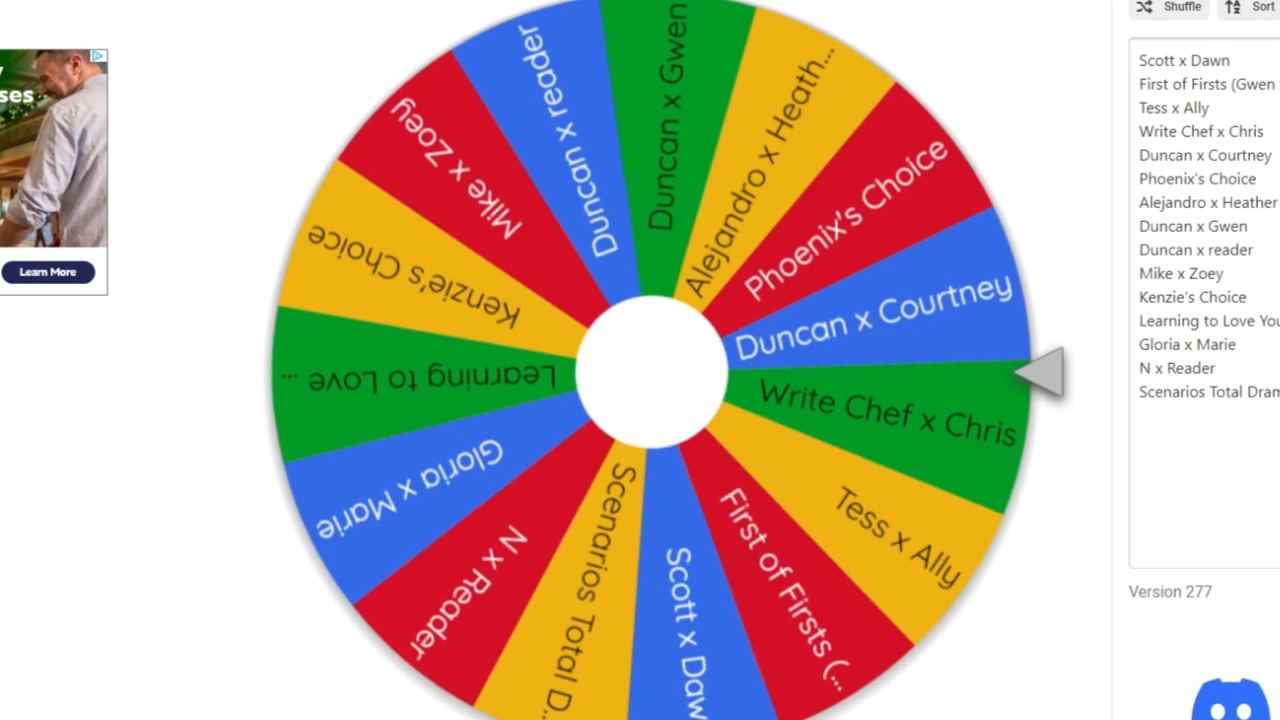 Shuffle
Sort
ses
Learn More
Duncan x reader
Duncan x Gwen
Alejandro x Heath...
Phoenix's Choice
Duncan x Courtney
Write Chef x Chris
Tess x Ally
First of Firsts (...
Scott x Daw
Scenarios Total D...
N x Reader
Gloria x Marie
Learning to Love ...
Kenzie's Choice
Mike x Zoey
Scott x Dawn
First of Firsts (Gwen
Tess x Ally
Write Chef x Chris
Duncan x Courtney
Phoenix's Choice
Alejandro x Heather
Duncan x Gwen
Duncan x reader
Mike x Zoey
Kenzie's Choice
Learning to Love You
Gloria x Marie
N x Reader
Scenarios Total Dram
Version 277